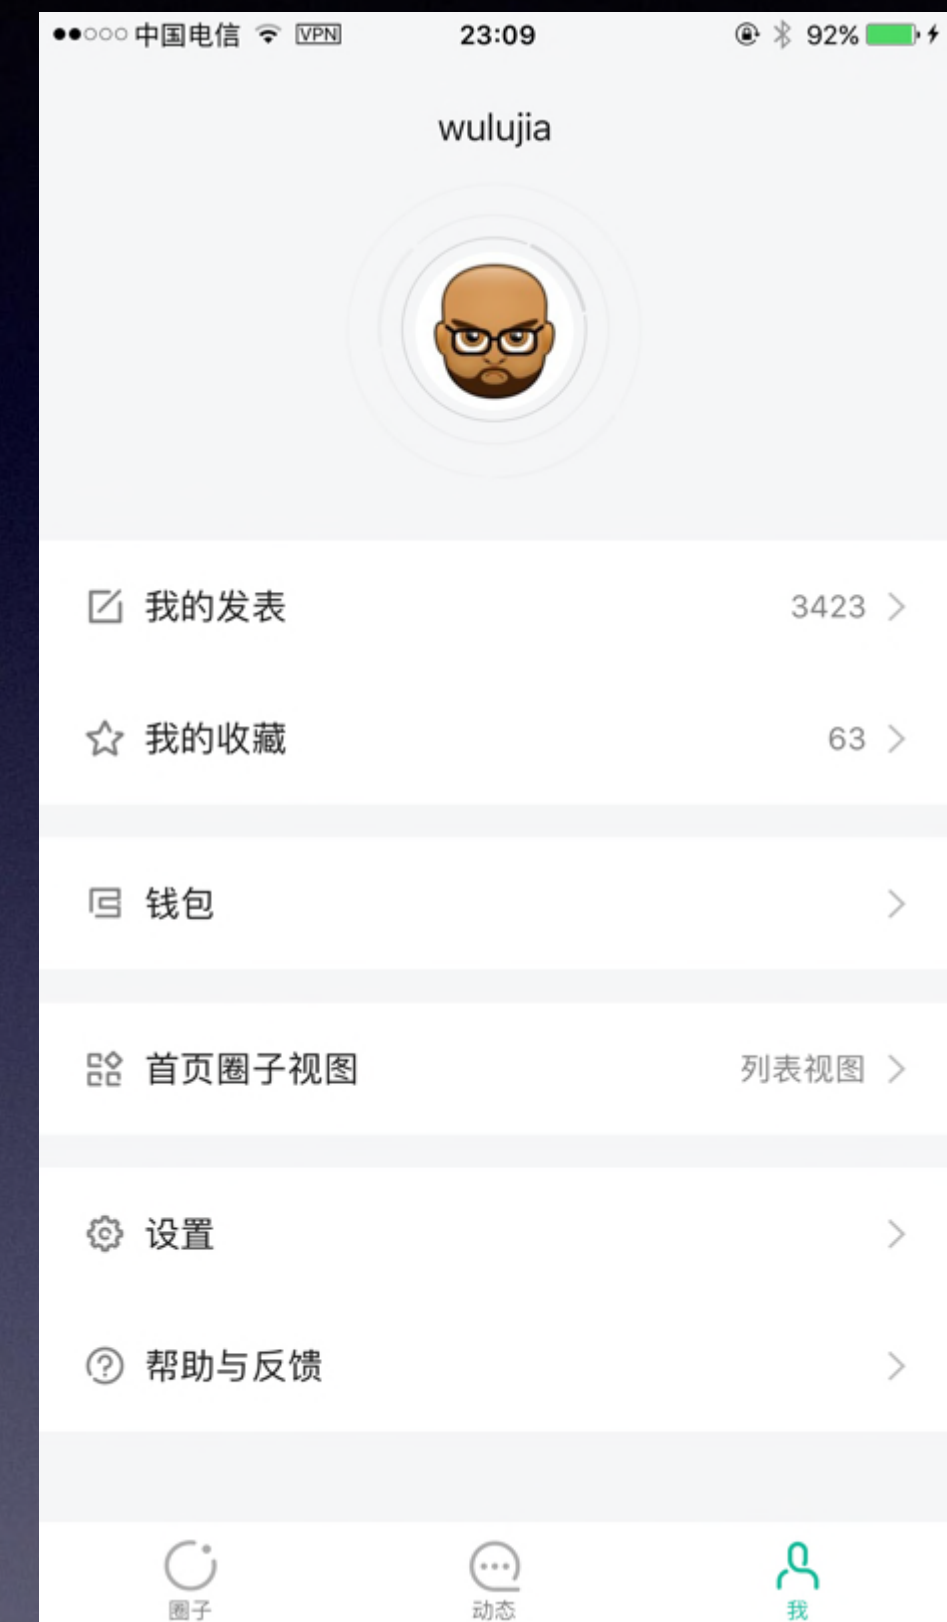 中国电信 VPN 23:09 92%
wulujia
我的发表 3423
我的收藏 63
钱包
首页圈子视图 列表视图
设置
帮助与反馈
圈子 动态 我